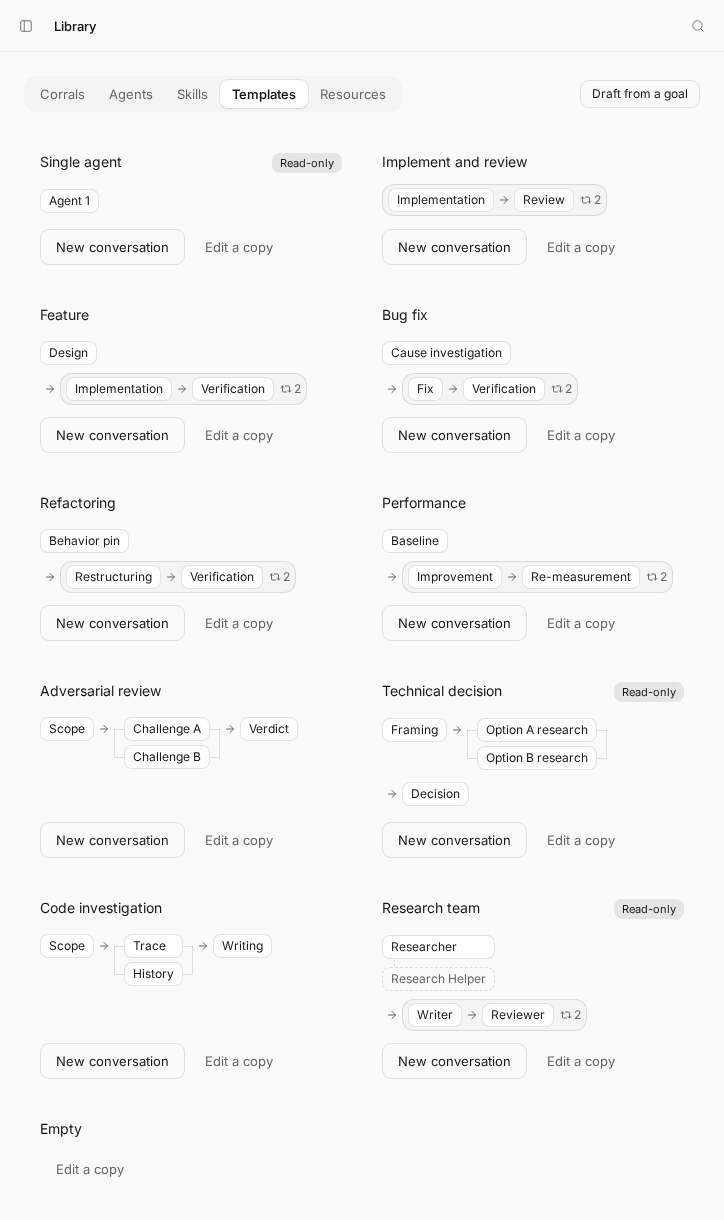 Library
Corrals Agents Skills Templates Resources Draft from a goal
Single agent Read-only
Agent 1
New conversation Edit a copy
Implement and review
Implementation → Review 2
New conversation Edit a copy
Feature
Design
→ Implementation → Verification 2
New conversation Edit a copy
Bug fix
Cause investigation
→ Fix → Verification 2
New conversation Edit a copy
Refactoring
Behavior pin
→ Restructuring → Verification 2
New conversation Edit a copy
Performance
Baseline
→ Improvement → Re-measurement 2
New conversation Edit a copy
Adversarial review
Scope → Challenge A → Verdict
Challenge B
New conversation Edit a copy
Technical decision Read-only
Framing → Option A research
Option B research
→ Decision
New conversation Edit a copy
Code investigation
Scope → Trace → Writing
History
New conversation Edit a copy
Research team Read-only
Researcher
Research Helper
→ Writer → Reviewer 2
New conversation Edit a copy
Empty
Edit a copy